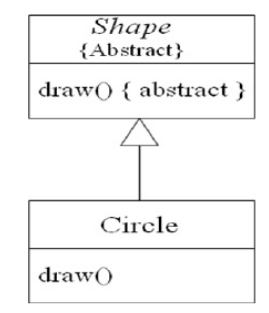 Shape
{Abstract}
draw() { abstract }
Circle
draw()